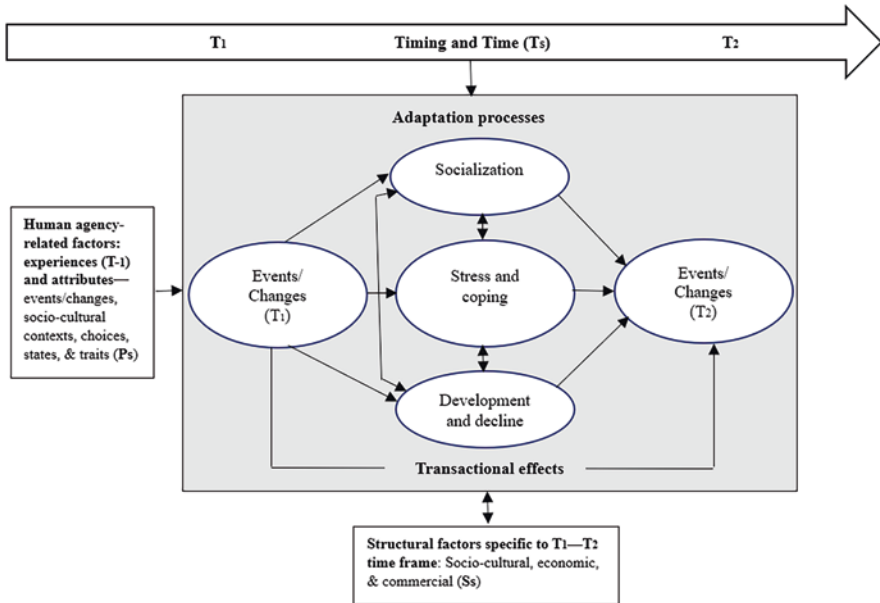 T1 Timing and Time (Ts) T2
Adaptation processes
Socialization
Human agency-
related factors:
experiences (T-1)
and attributes—
events/changes,
socio-cultural
contexts, choices,
states, & traits (Ps)
Events/
Changes
(T1)
Stress and
coping
Events/
Changes
(T2)
Development
and decline
Transactional effects
Structural factors specific to T1—T2
time frame: Socio-cultural, economic,
& commercial (Ss)